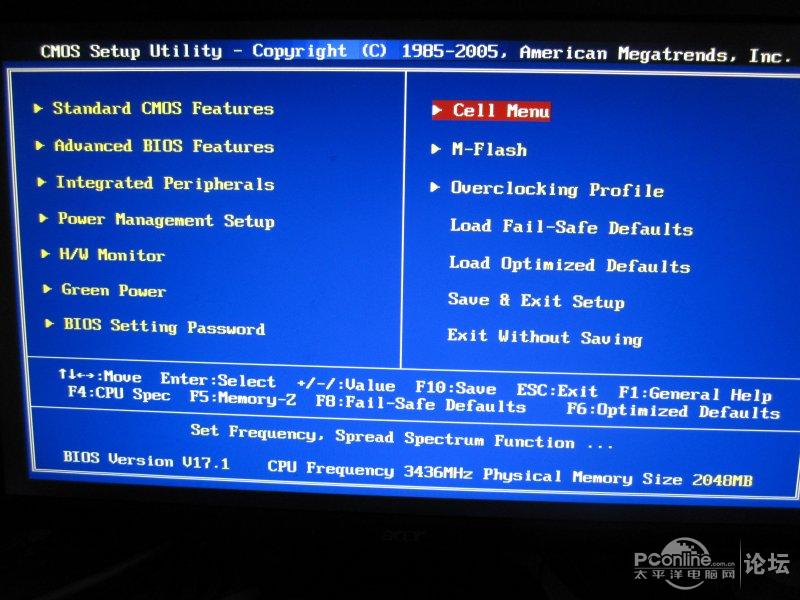 CMOS Setup Utility - Copyright (C) 1985-2005, American Megatrends, Inc.
Standard CMOS Features
Advanced BIOS Features
Integrated Peripherals
Power Management Setup
H/W Monitor
Green Power
BIOS Setting Password
Cell Menu
M-Flash
Overclocking Profile
Load Fail-Safe Defaults
Load Optimized Defaults
Save & Exit Setup
Exit Without Saving
↑↓←→:Move Enter:Select +/-/:Value F10:Save ESC:Exit F1:General Help
F4:CPU Spec F5:Memory-Z F8:Fail-Safe Defaults F6:Optimized Defaults
Set Frequency, Spread Spectrum Function ...
BIOS Version V17.1 CPU Frequency 3436MHz Physical Memory Size 2048MB
acer
PConline.com.cn
太平洋电脑网
论坛